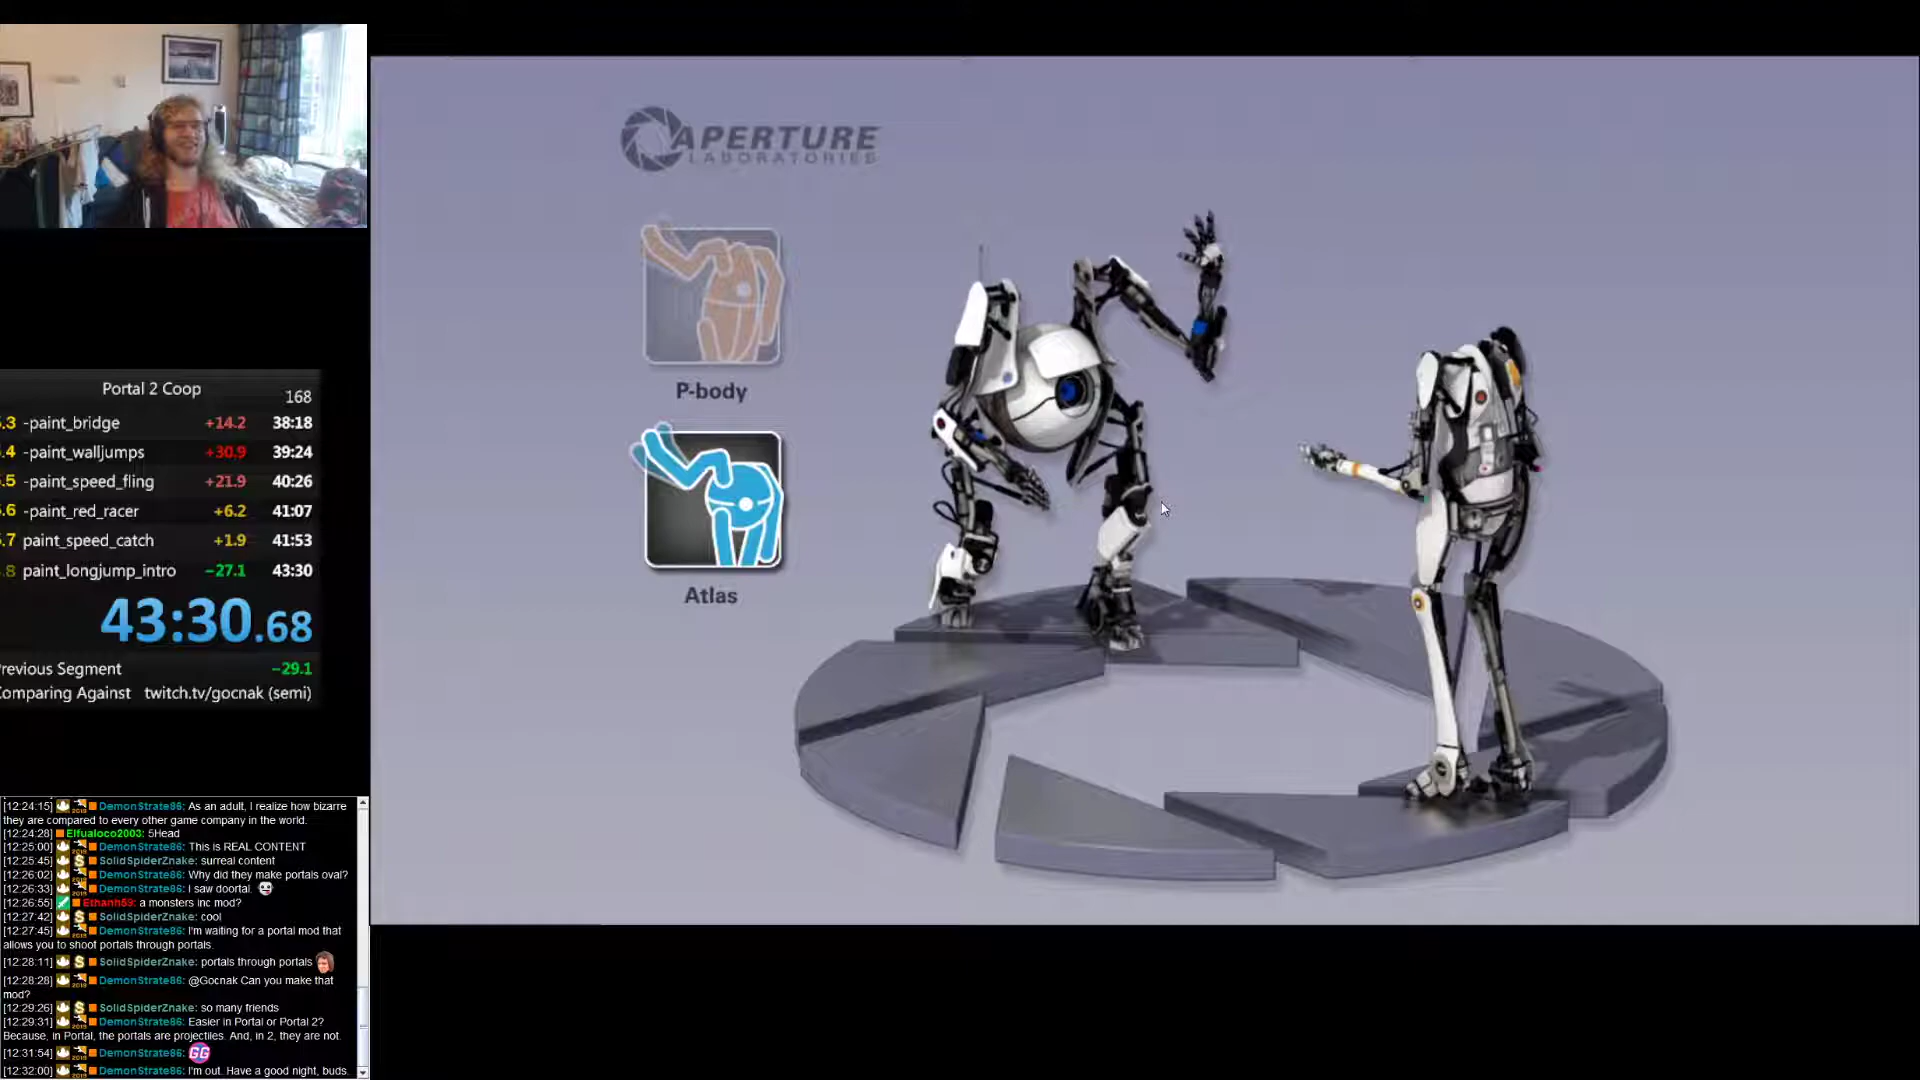 APERTURE
LABORATORIES
P-body
Atlas
Portal 2 Coop
168
.3 -paint_bridge +14.2 38:18
.4 -paint_walljumps +30.9 39:24
.5 -paint_speed_fling +21.9 40:26
.6 -paint_red_racer +6.2 41:07
.7 paint_speed_catch +1.9 41:53
.8 paint_longjump_intro -27.1 43:30
43:30.68
Previous Segment -29.1
Comparing Against twitch.tv/gocnak (semi)
[12:24:15] DemonStrate86: As an adult, I realize how bizarre
they are compared to every other game company in the world.
[12:24:28] Elfualoco2003: 5Head
[12:25:00] DemonStrate86: This is REAL CONTENT
[12:25:45] SolidSpiderZnake: surreal content
[12:26:02] DemonStrate86: Why did they make portals oval?
[12:26:33] DemonStrate86: I saw doortal.
[12:26:55] Ethanh59: a monsters inc mod?
[12:27:42] SolidSpiderZnake: cool
[12:27:45] DemonStrate86: I'm waiting for a portal mod that
allows you to shoot portals through portals.
[12:28:11] SolidSpiderZnake: portals through portals
[12:28:28] DemonStrate86: @Gocnak Can you make that
mod?
[12:29:26] SolidSpiderZnake: so many friends
[12:29:31] DemonStrate86: Easier in Portal or Portal 2?
Because, in Portal, the portals are projectiles. And, in 2, they are not.
[12:31:54] DemonStrate86: GG
[12:32:00] DemonStrate86: I'm out. Have a good night, buds.